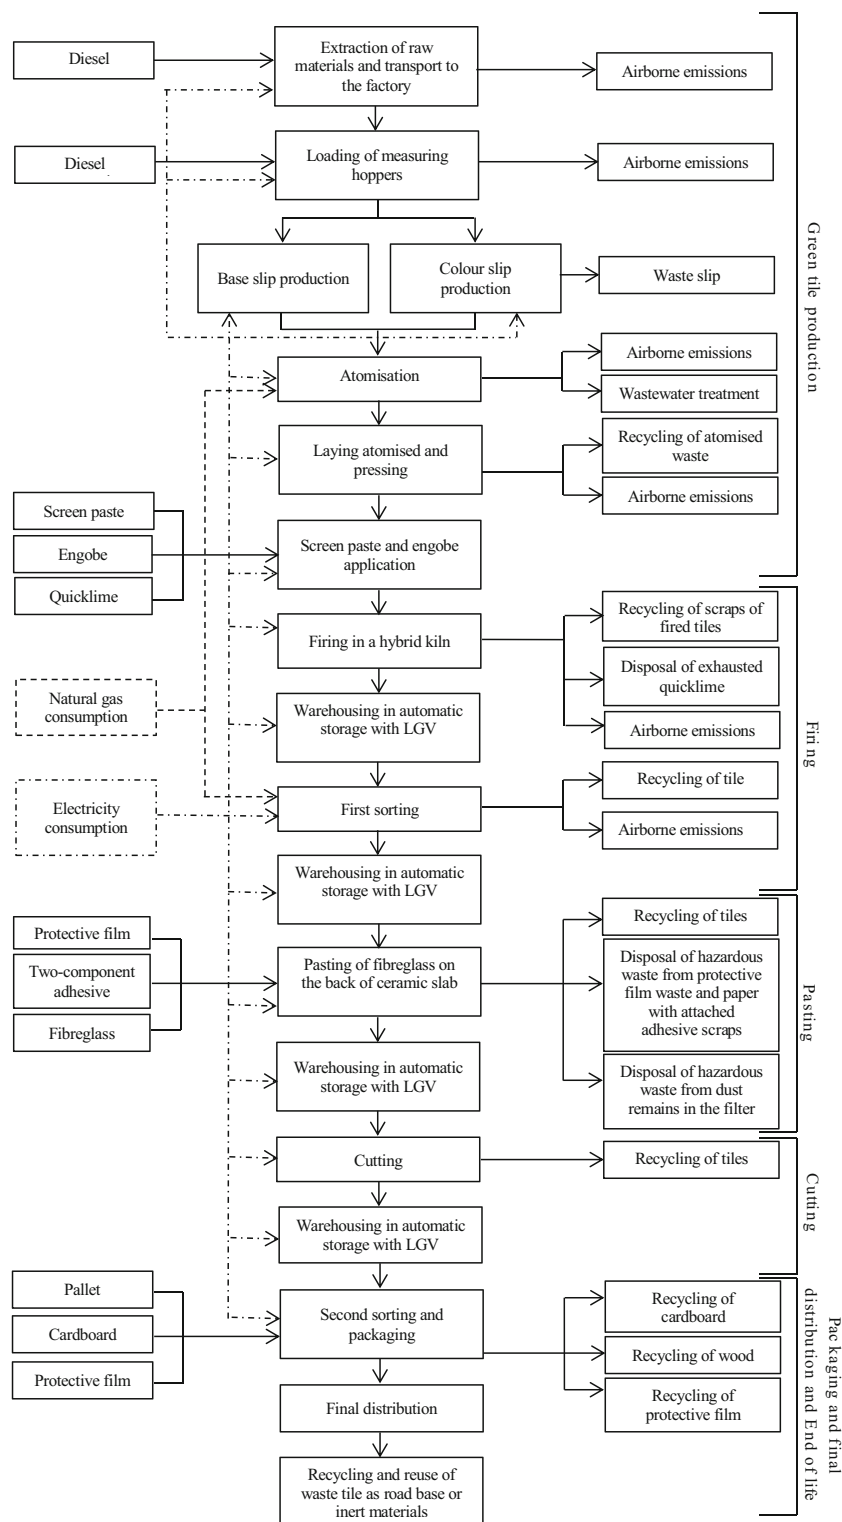 Diesel
Extraction of raw
materials and transport to
the factory
Airborne emissions
Diesel
Loading of measuring
hoppers
Airborne emissions
Base slip production
Colour slip
production
Waste slip
Green tile production
Atomisation
Airborne emissions
Wastewater treatment
Laying atomised and
pressing
Recycling of atomised
waste
Airborne emissions
Screen paste
Engobe
Quicklime
Screen paste and engobe
application
Firing in a hybrid kiln
Recycling of scraps of
fired tiles
Disposal of exhausted
quicklime
Airborne emissions
Firing
Natural gas
consumption
Warehousing in automatic
storage with LGV
Electricity
consumption
First sorting
Recycling of tile
Airborne emissions
Warehousing in automatic
storage with LGV
Protective film
Two-component
adhesive
Fibreglass
Pasting of fibreglass on
the back of ceramic slab
Recycling of tiles
Disposal of hazardous
waste from protective
film waste and paper
with attached
adhesive scraps
Disposal of hazardous
waste from dust
remains in the filter
Pasting
Warehousing in automatic
storage with LGV
Cutting
Recycling of tiles
Cutting
Warehousing in automatic
storage with LGV
Pallet
Cardboard
Protective film
Second sorting and
packaging
Recycling of
cardboard
Recycling of wood
Recycling of
protective film
Pac kaging and final
distribution and End of life
Final distribution
Recycling and reuse of
waste tile as road base or
inert materials